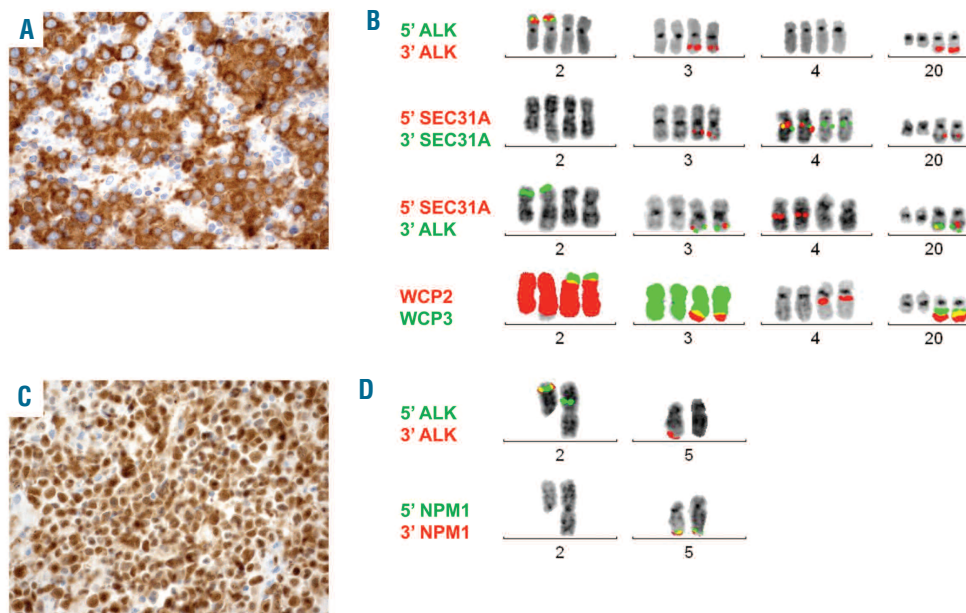 A
B
5' ALK
3' ALK
2
3
4
20
5' SEC31A
3' SEC31A
2
3
4
20
5' SEC31A
3' ALK
2
3
4
20
WCP2
WCP3
2
3
4
20
C
D
5' ALK
3' ALK
2
5
5' NPM1
3' NPM1
2
5